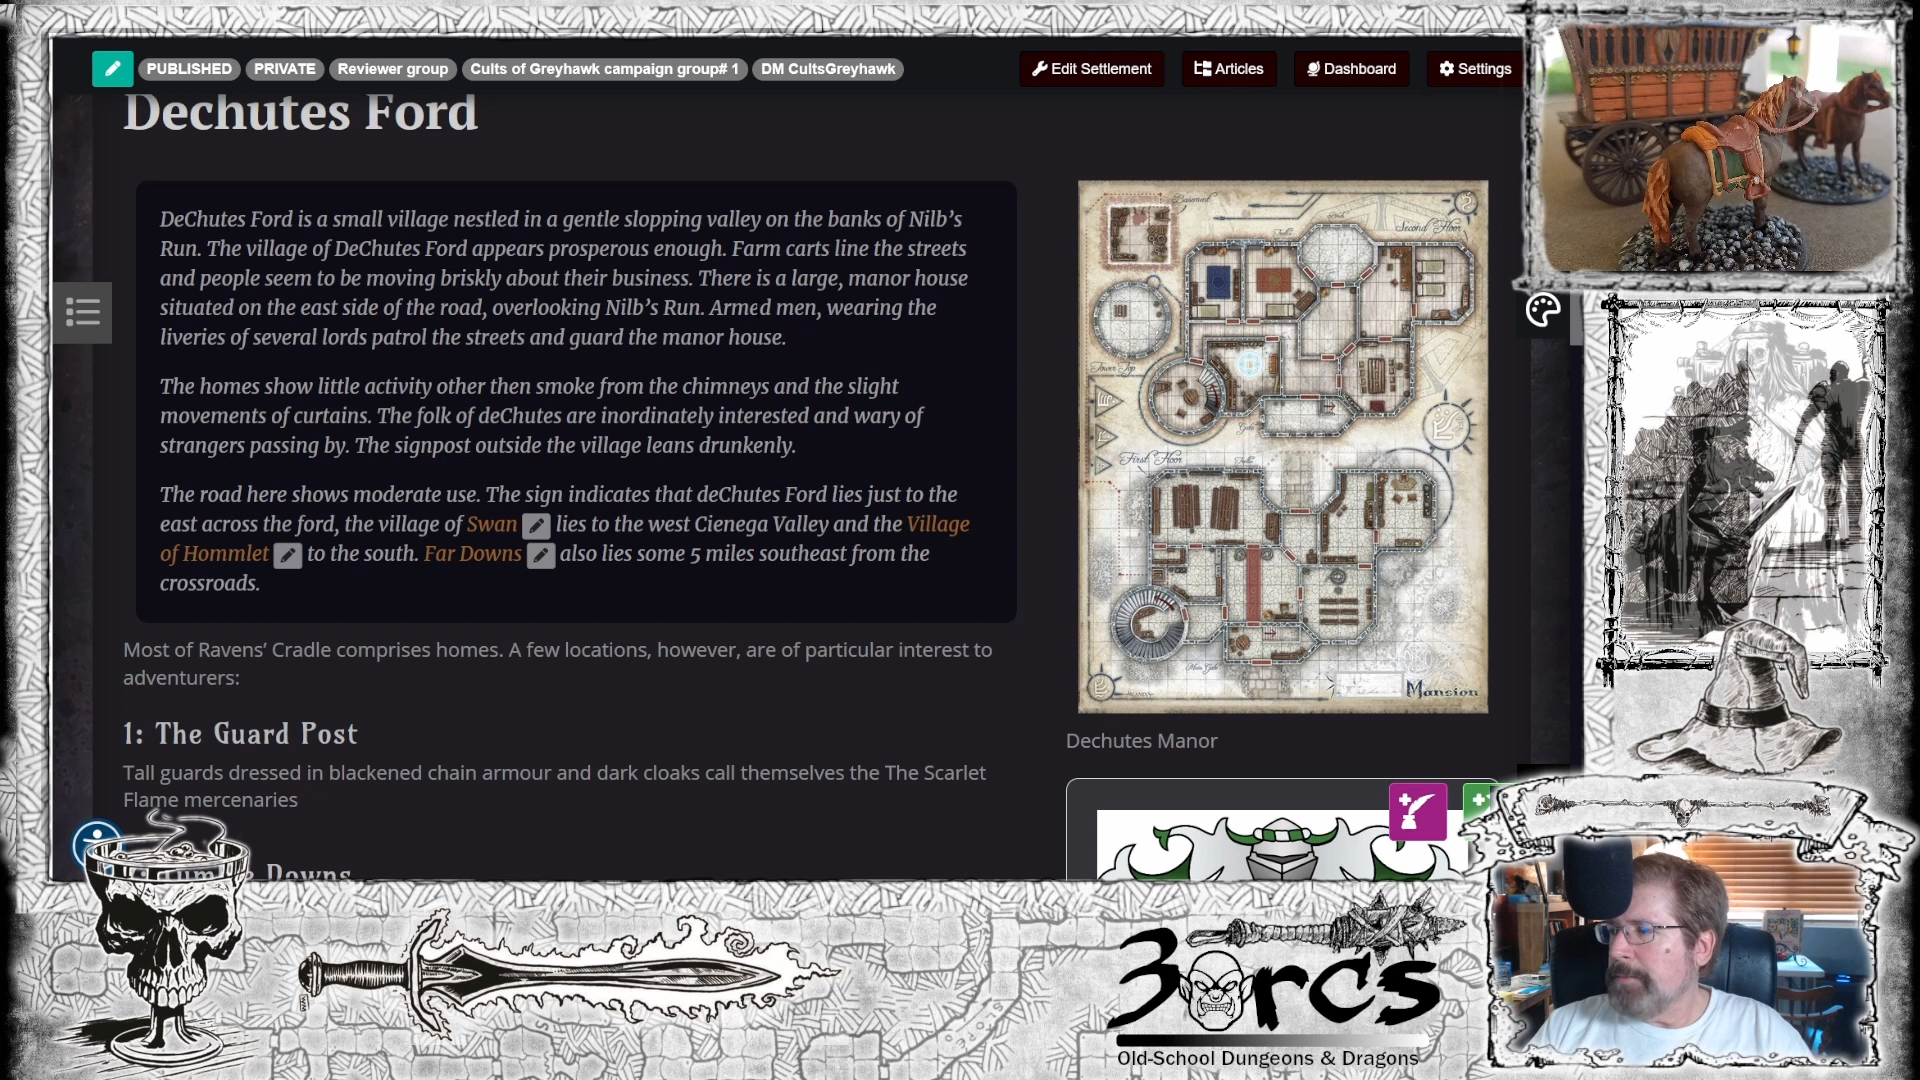 PUBLISHED PRIVATE Reviewer group Cults of Greyhawk campaign group# 1 DM CultsGreyhawk Edit Settlement Articles Dashboard Settings
Dechutes Ford
DeChutes Ford is a small village nestled in a gentle slopping valley on the banks of Nilb’s
Run. The village of DeChutes Ford appears prosperous enough. Farm carts line the streets
and people seem to be moving briskly about their business. There is a large, manor house
situated on the east side of the road, overlooking Nilb’s Run. Armed men, wearing the
liveries of several lords patrol the streets and guard the manor house.
The homes show little activity other then smoke from the chimneys and the slight
movements of curtains. The folk of deChutes are inordinately interested and wary of
strangers passing by. The signpost outside the village leans drunkenly.
The road here shows moderate use. The sign indicates that deChutes Ford lies just to the
east across the ford, the village of Swan lies to the west Cienega Valley and the Village
of Hommlet to the south. Far Downs also lies some 5 miles southeast from the
crossroads.
Most of Ravens’ Cradle comprises homes. A few locations, however, are of particular interest to
adventurers:
1: The Guard Post
Tall guards dressed in blackened chain armour and dark cloaks call themselves the The Scarlet
Flame mercenaries
Downs
Basement
Second Floor
Tower Top
First Floor
Main Gate
Mansion
Dechutes Manor
3 orcs
Old-School Dungeons & Dragons